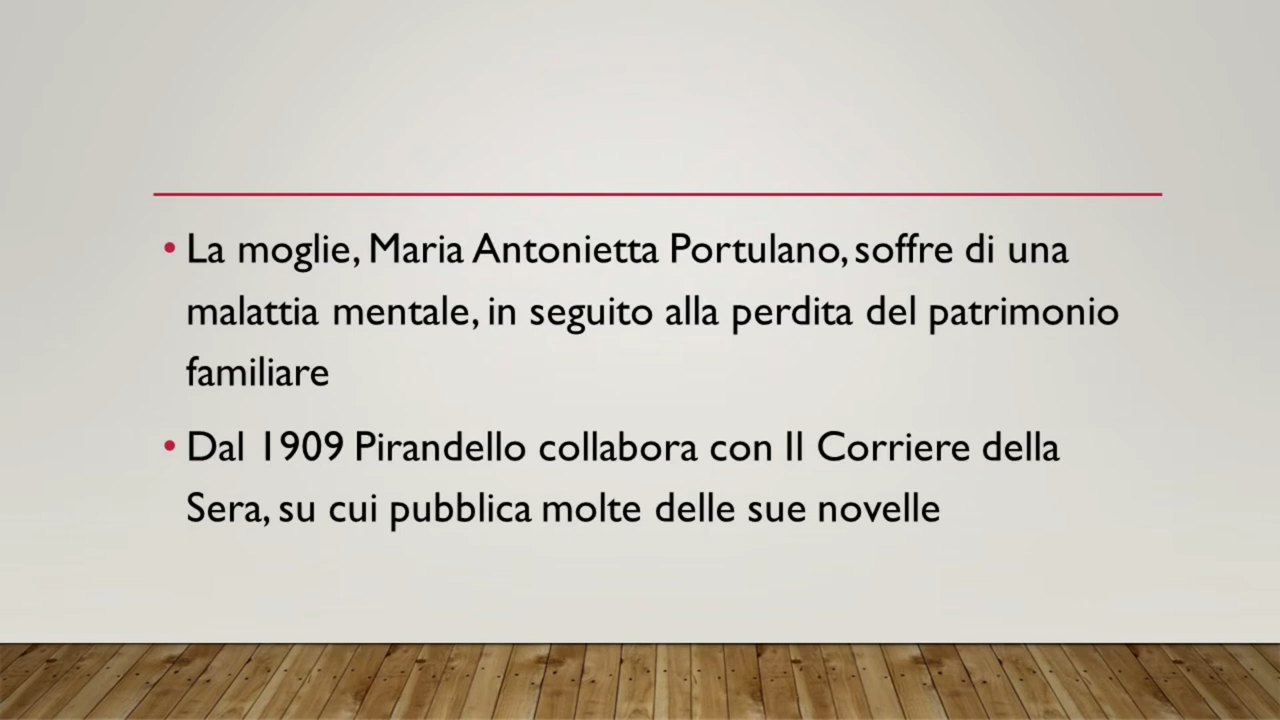 • La moglie, Maria Antonietta Portulano, soffre di una
malattia mentale, in seguito alla perdita del patrimonio
familiare
• Dal 1909 Pirandello collabora con Il Corriere della
Sera, su cui pubblica molte delle sue novelle